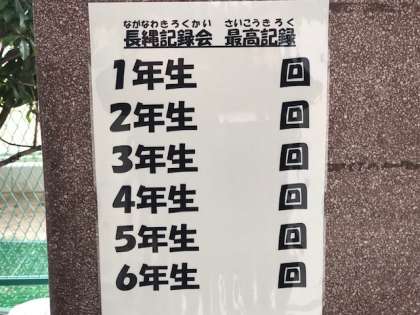 ながなわきろくかい さいこうきろく
長縄記録会 最高記録
1年生 回
2年生 回
3年生 回
4年生 回
5年生 回
6年生 回